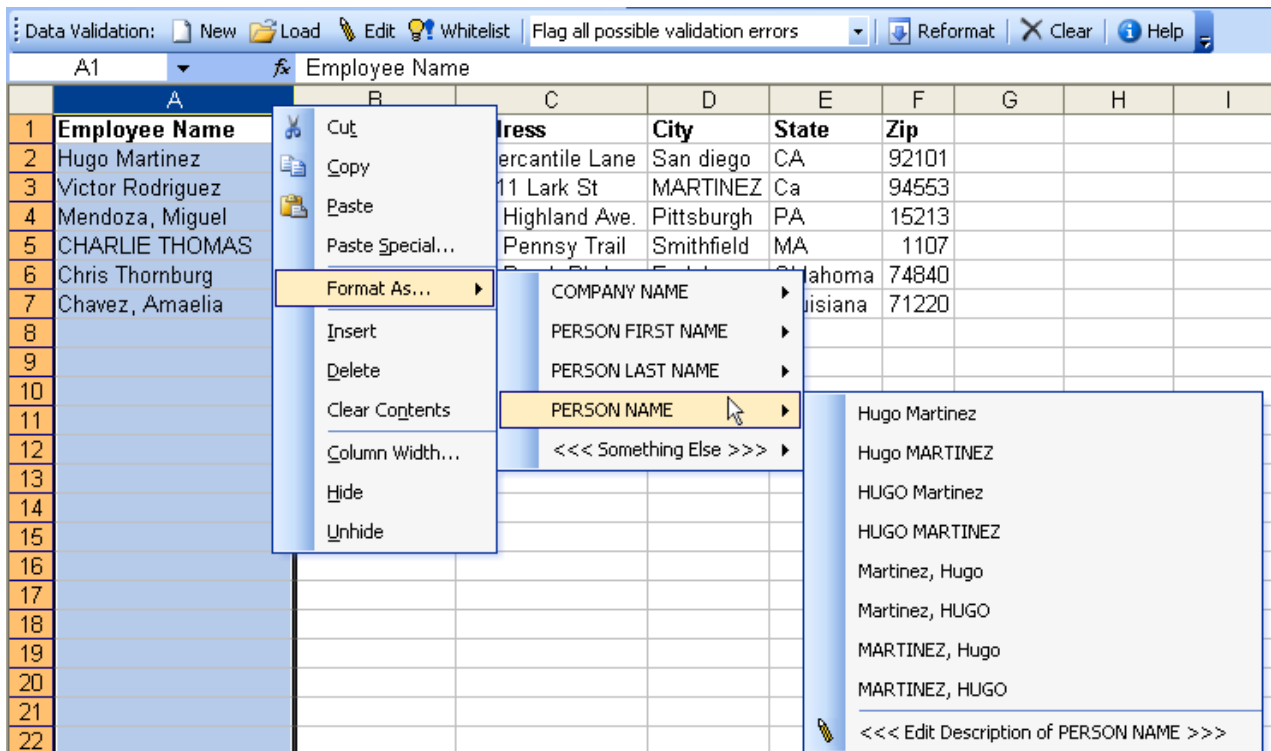 Data Validation: New Load Edit Whitelist Flag all possible validation errors Reformat Clear Help
A1 fx Employee Name
A B C D E F G H I
1 Employee Name dress City State Zip
2 Hugo Martinez ercantile Lane San diego CA 92101
3 Victor Rodriguez 11 Lark St MARTINEZ Ca 94553
4 Mendoza, Miguel Highland Ave. Pittsburgh PA 15213
5 CHARLIE THOMAS Pennsy Trail Smithfield MA 1107
6 Chris Thornburg lahoma 74840
7 Chavez, Amaelia uisiana 71220
8
9
10
11
12
13
14
15
16
17
18
19
20
21
22
Cut
Copy
Paste
Paste Special...
Format As...
Insert
Delete
Clear Contents
Column Width...
Hide
Unhide
COMPANY NAME
PERSON FIRST NAME
PERSON LAST NAME
PERSON NAME
<<< Something Else >>>
Hugo Martinez
Hugo MARTINEZ
HUGO Martinez
HUGO MARTINEZ
Martinez, Hugo
Martinez, HUGO
MARTINEZ, Hugo
MARTINEZ, HUGO
<<< Edit Description of PERSON NAME >>>